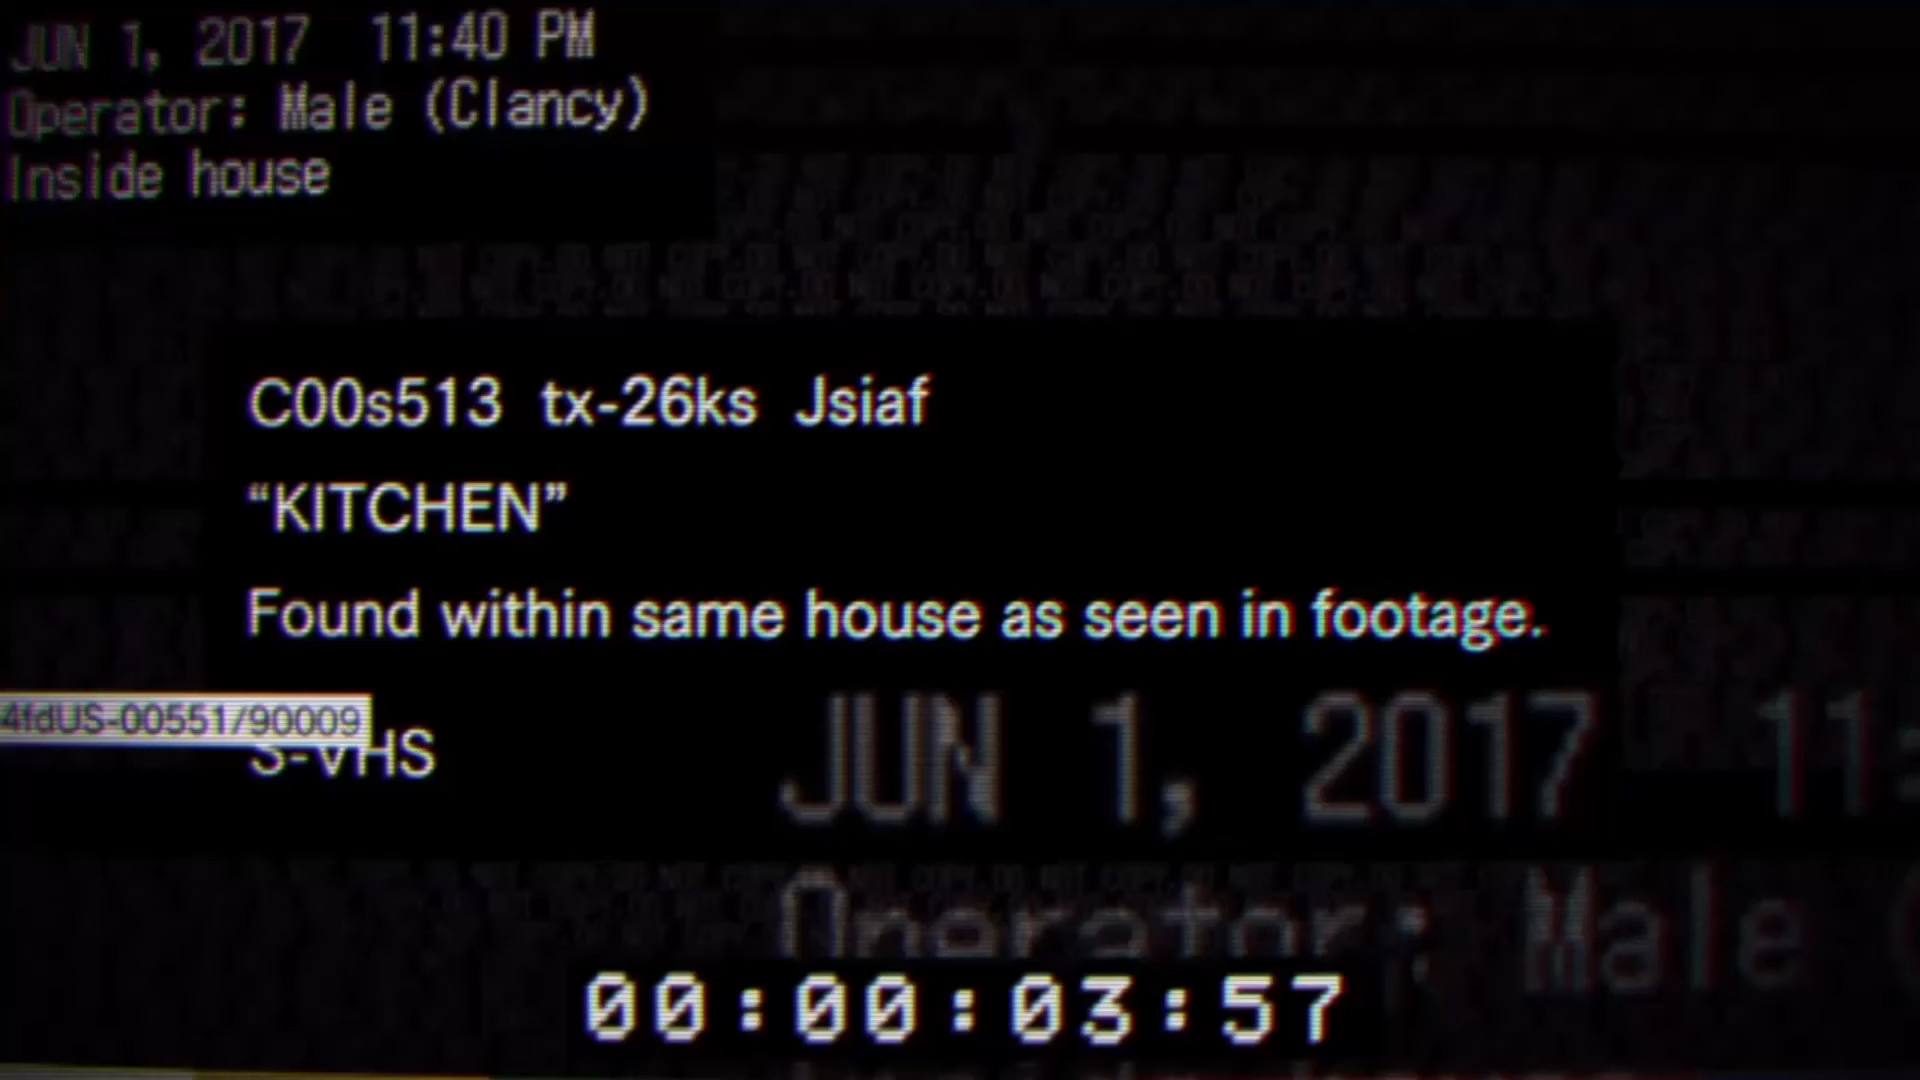 JUN 1, 2017 11:40 PM
Operator: Male (Clancy)
Inside house
C00s513 tx-26ks Jsiaf
“KITCHEN”
Found within same house as seen in footage.
4fdUS-00551/90009
S-VHS
JUN 1, 2017 11:
Operator: Male (
00:00:03:57